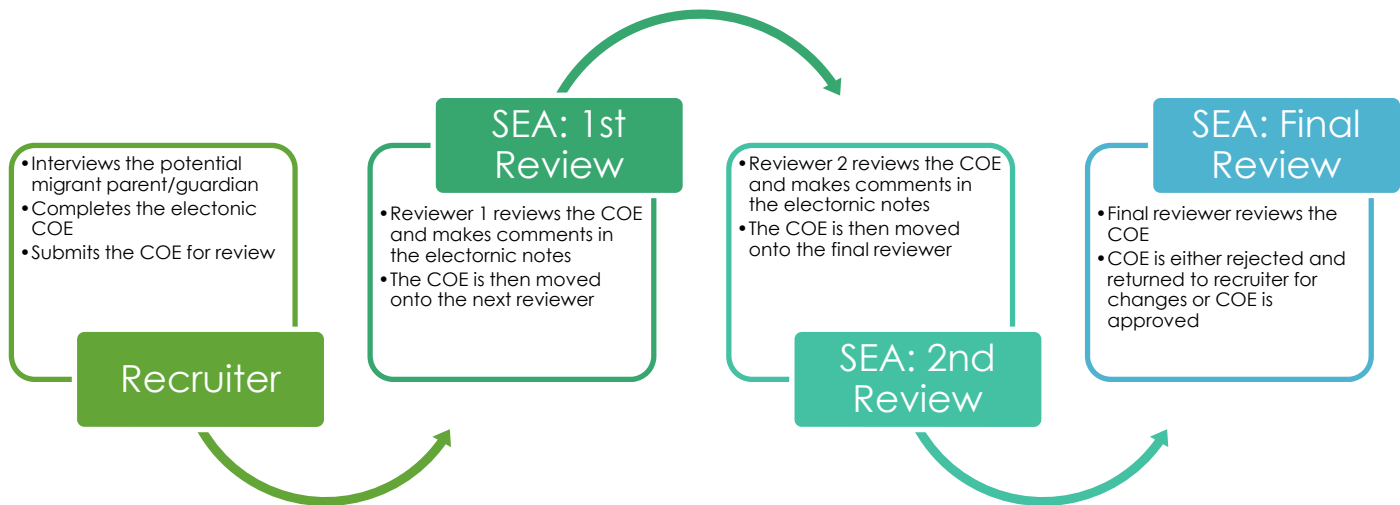 • Interviews the potential
migrant parent/guardian
• Completes the electonic
COE
• Submits the COE for review
Recruiter
SEA: 1st
Review
• Reviewer 1 reviews the COE
and makes comments in
the electornic notes
• The COE is then moved
onto the next reviewer
• Reviewer 2 reviews the COE
and makes comments in
the electornic notes
• The COE is then moved
onto the final reviewer
SEA: 2nd
Review
SEA: Final
Review
• Final reviewer reviews the
COE
• COE is either rejected and
returned to recruiter for
changes or COE is
approved